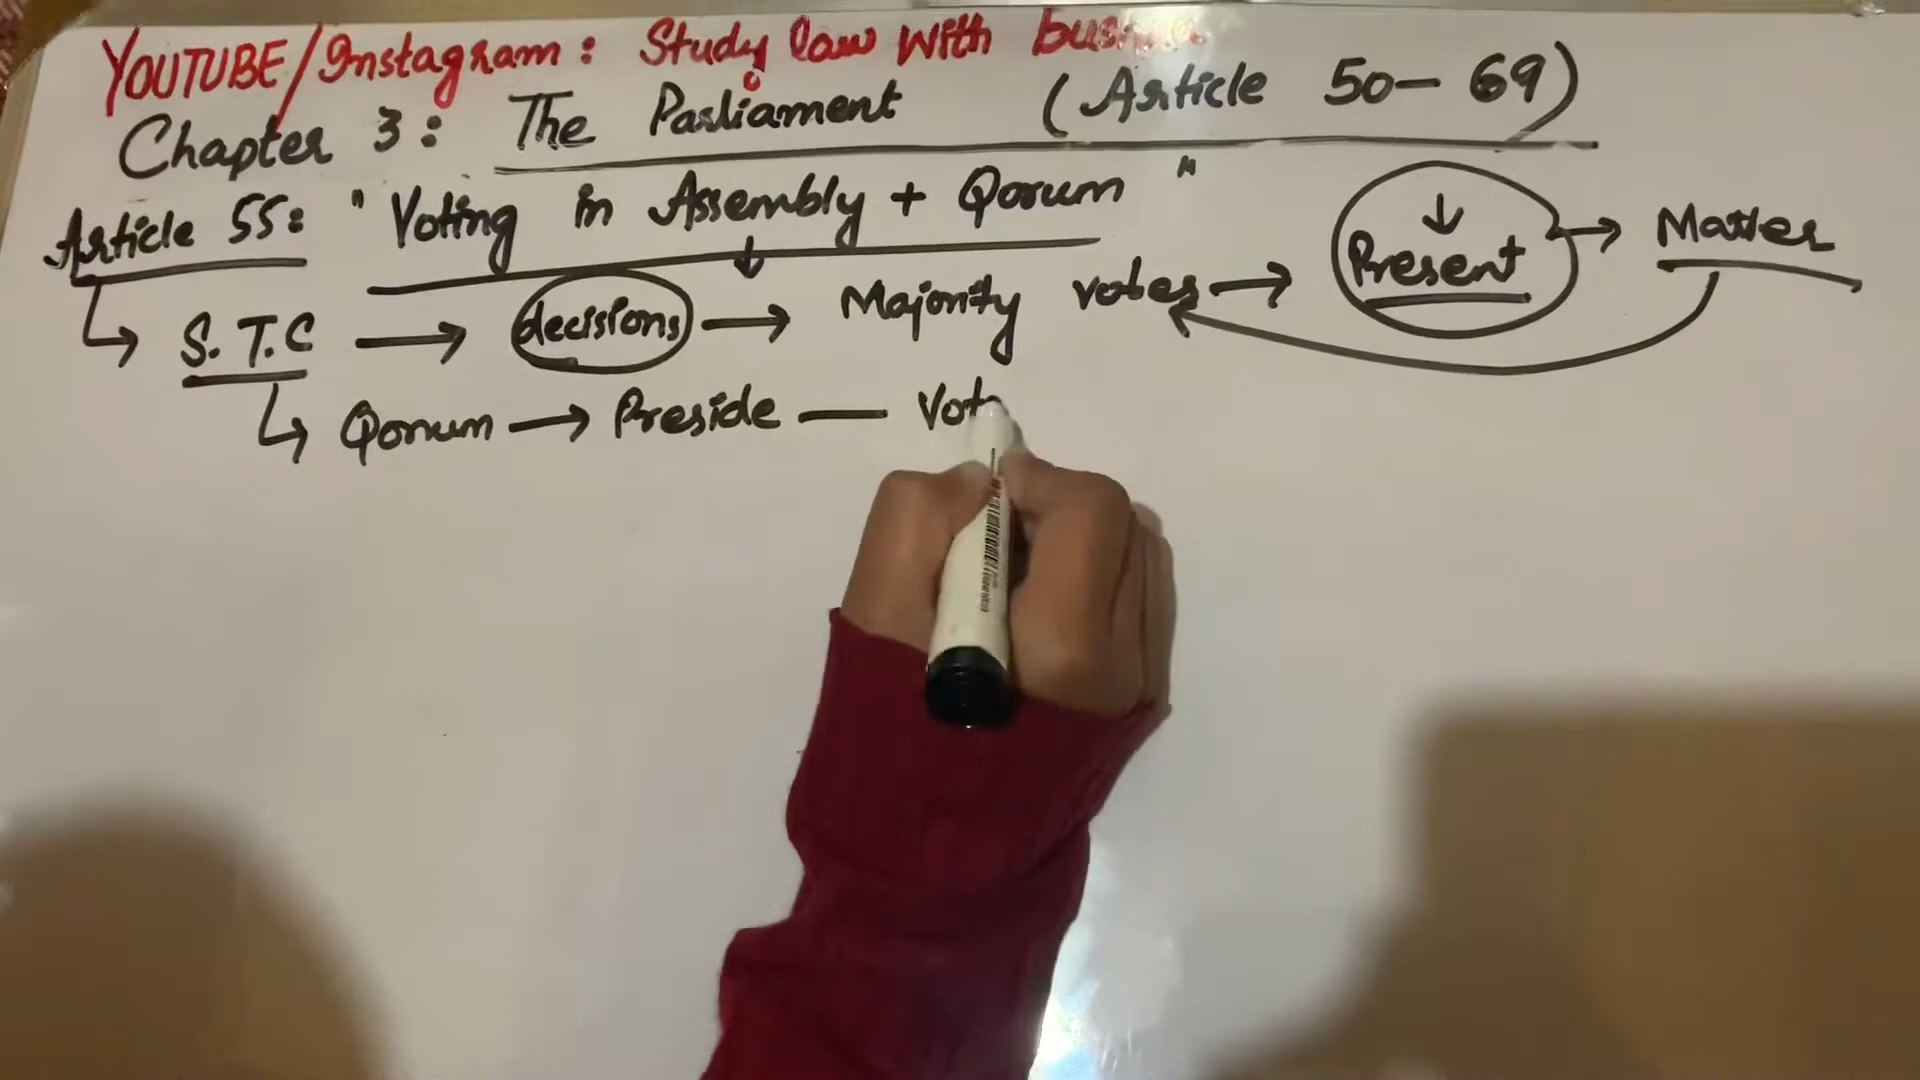 YOUTUBE/Instagram: Study law with
Chapter 3: The Parliament (Article 50-69)
Article 55: "Voting in Assembly + Qorum"
S.T.C → decisions → Majority votes → ↓ Present → Matter
Qorum → Preside — Vote